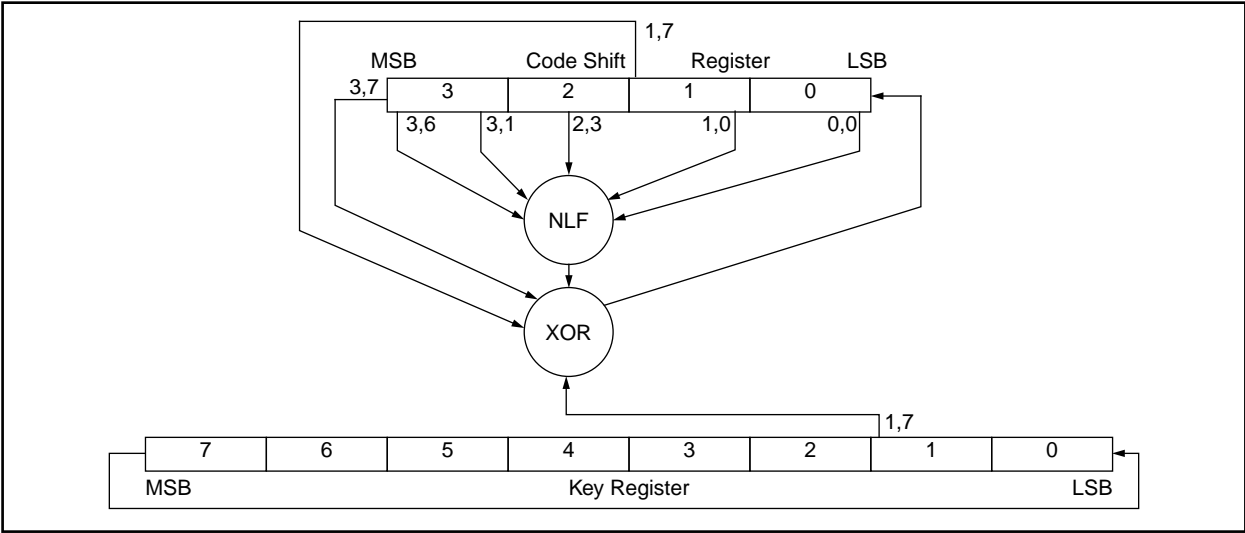 1,7
MSB Code Shift Register LSB
3,7 3 2 1 0
3,6 3,1 2,3 1,0 0,0
NLF
XOR
1,7
7 6 5 4 3 2 1 0
MSB Key Register LSB